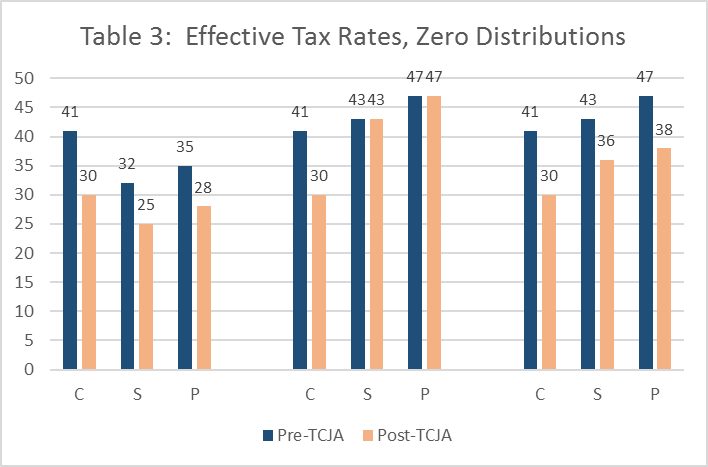 Table 3:  Effective Tax Rates, Zero Distributions
50
45
40
35
30
25
20
15
10
5
0
41 30 32 25 35 28 41 30 43 43 47 47 41 30 43 36 47 38
C S P C S P C S P
Pre-TCJA Post-TCJA